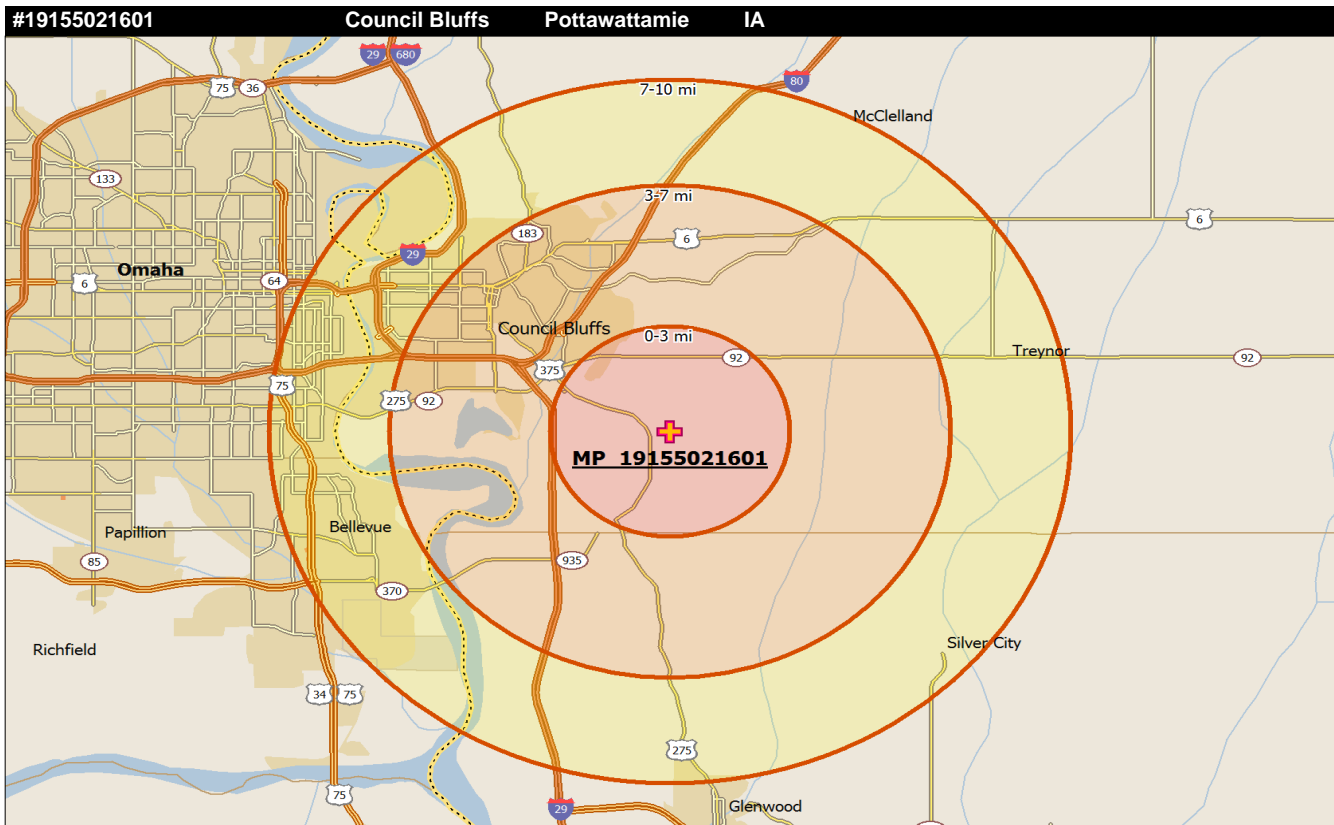 #19155021601 Council Bluffs Pottawattamie IA
29 680
7-10 mi
80
75 36
McClelland
133
3-7 mi
6
183
6
29
Omaha
64
6
0-3 mi
Council Bluffs
Treynor
92
92
375
75
275 92
MP 19155021601
Bellevue
Papillion
85
935
370
Silver City
Richfield
34 75
275
75
29
Glenwood